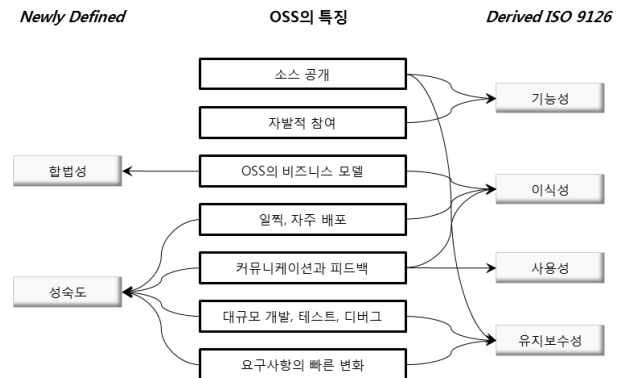 Newly Defined
OSS의 특징
Derived ISO 9126
소스 공개
기능성
자발적 참여
합법성
OSS의 비즈니스 모델
이식성
일찍, 자주 배포
커뮤니케이션과 피드백
사용성
성숙도
대규모 개발, 테스트, 디버그
유지보수성
요구사항의 빠른 변화